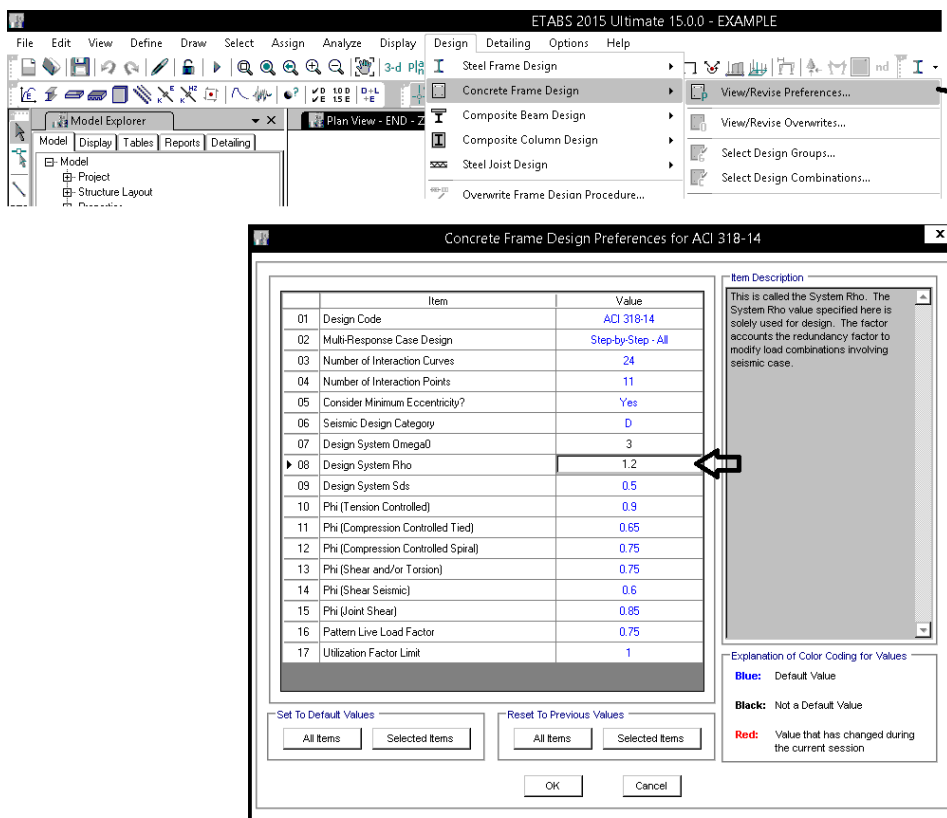 ETABS 2015 Ultimate 15.0.0 - EXAMPLE
File Edit View Define Draw Select Assign Analyze Display Design Detailing Options Help
3-d
nd
Steel Frame Design
Concrete Frame Design
View/Revise Preferences...
Composite Beam Design
View/Revise Overwrites...
Composite Column Design
Select Design Groups...
Steel Joist Design
Select Design Combinations...
Overwrite Frame Design Procedure...
Model Explorer
Plan View - END - Z
Model Display Tables Reports Detailing
Model
Project
Structure Layout
Concrete Frame Design Preferences for ACI 318-14
Item Value
01 Design Code ACI 318-14
02 Multi-Response Case Design Step-by-Step - All
03 Number of Interaction Curves 24
04 Number of Interaction Points 11
05 Consider Minimum Eccentricity? Yes
06 Seismic Design Category D
07 Design System Omega0 3
08 Design System Rho 1.2
09 Design System Sds 0.5
10 Phi (Tension Controlled) 0.9
11 Phi (Compression Controlled Tied) 0.65
12 Phi (Compression Controlled Spiral) 0.75
13 Phi (Shear and/or Torsion) 0.75
14 Phi (Shear Seismic) 0.6
15 Phi (Joint Shear) 0.85
16 Pattern Live Load Factor 0.75
17 Utilization Factor Limit 1
Item Description
This is called the System Rho. The
System Rho value specified here is
solely used for design. The factor
accounts the redundancy factor to
modify load combinations involving
seismic case.
Explanation of Color Coding for Values
Blue: Default Value
Black: Not a Default Value
Red: Value that has changed during
the current session
Set To Default Values
All Items Selected Items
Reset To Previous Values
All Items Selected Items
OK Cancel